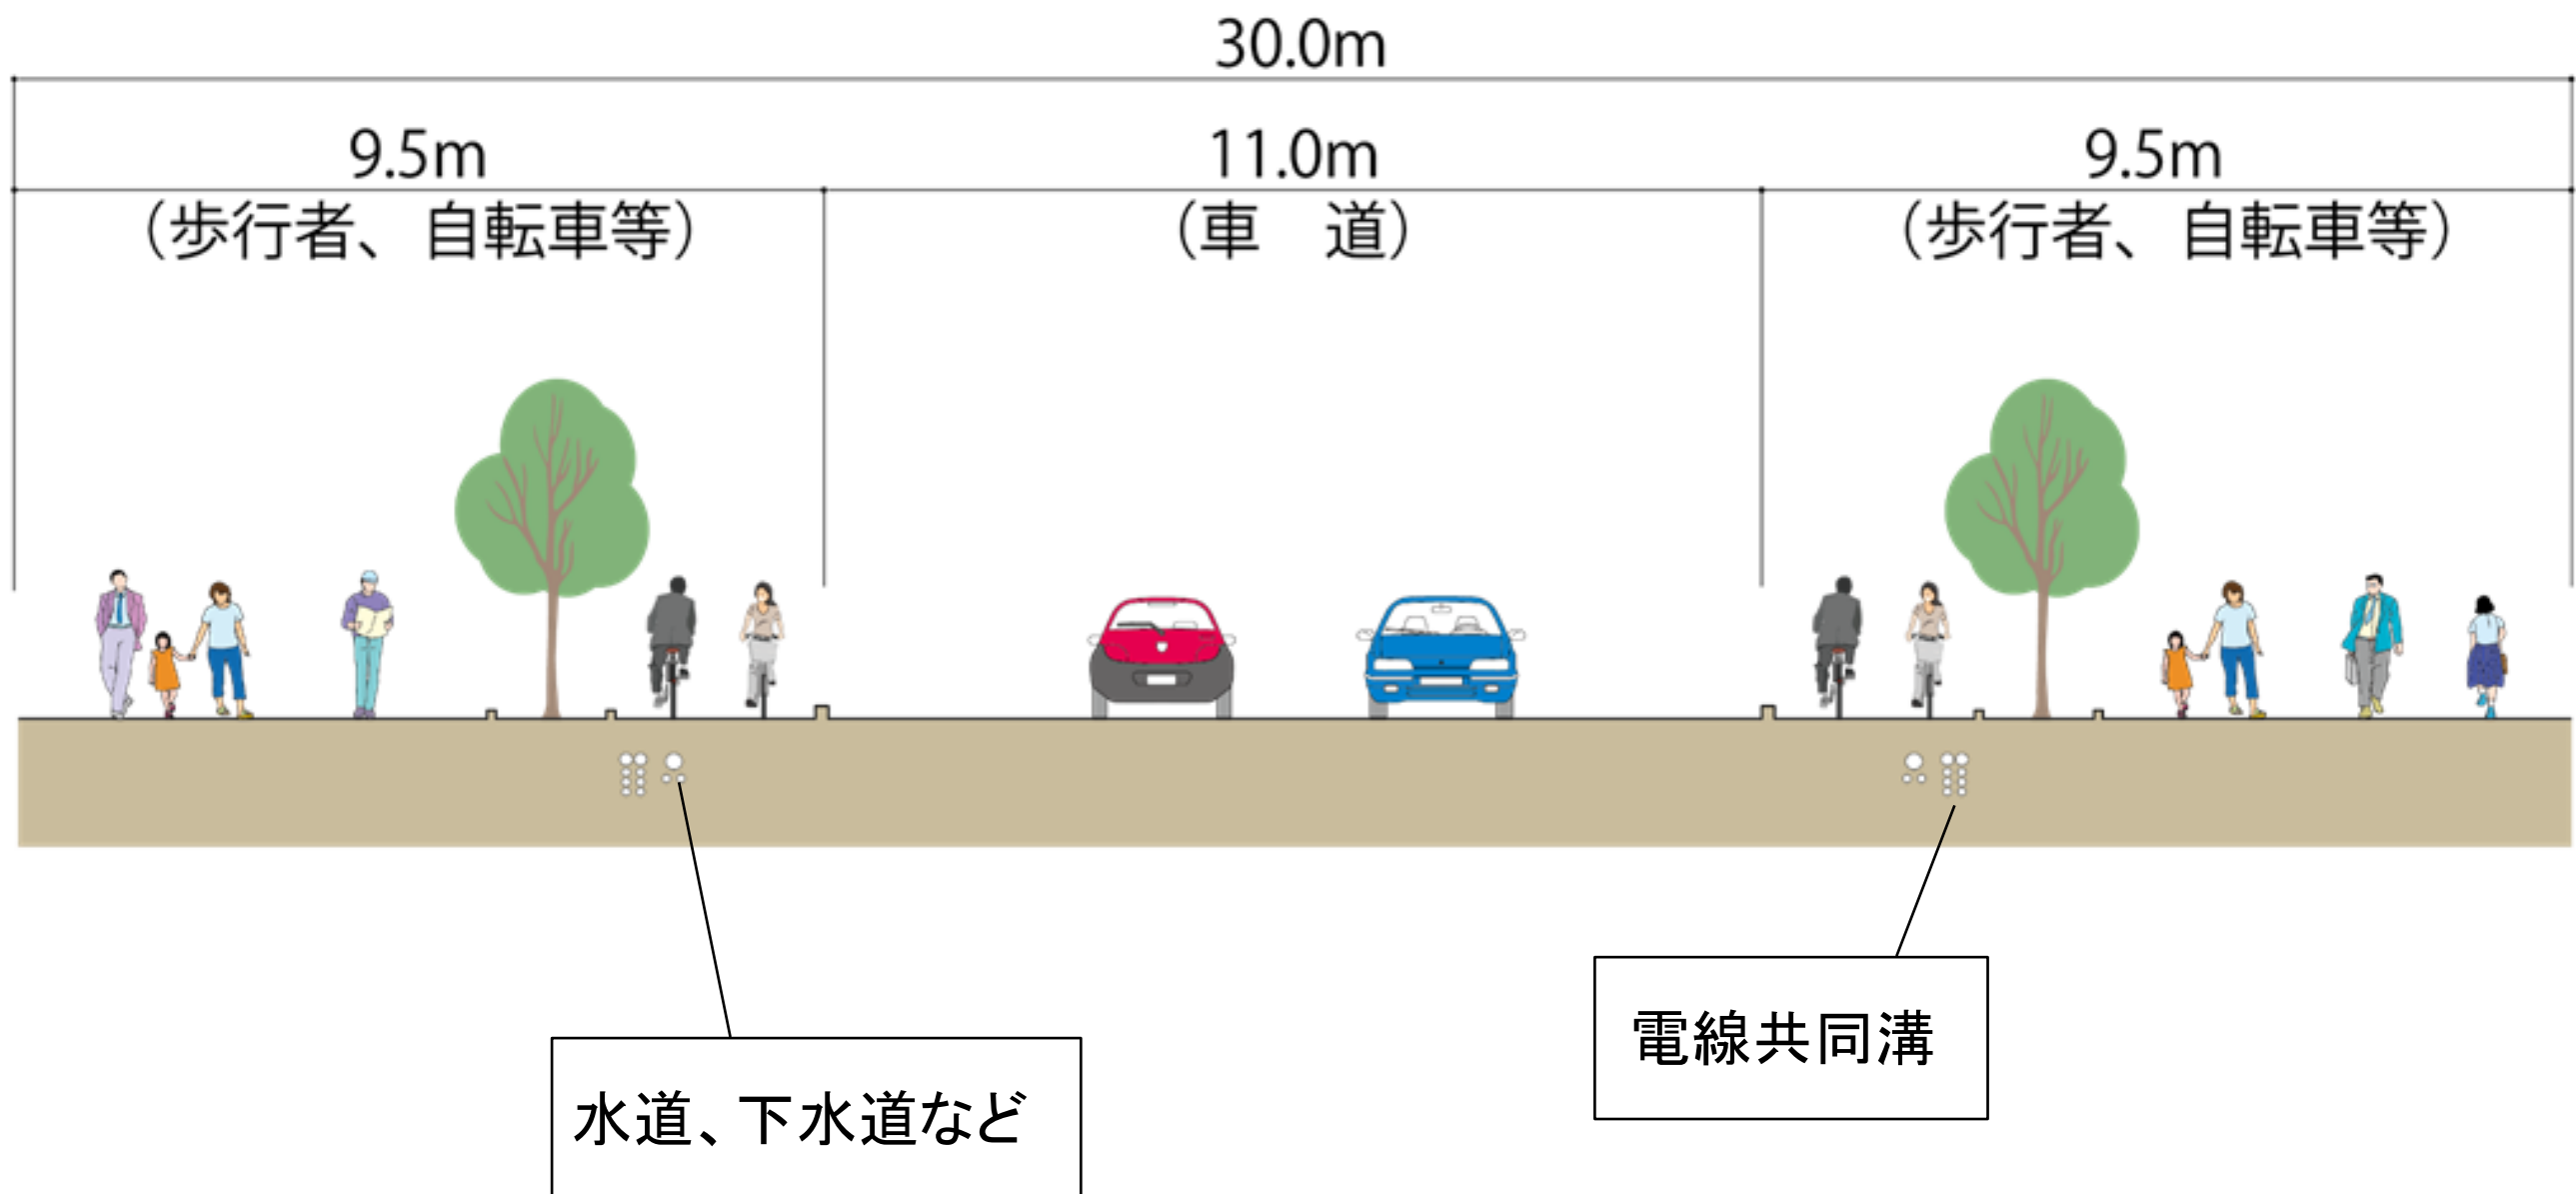 30.0m
9.5m
11.0m
9.5m
（歩行者、自転車等）
（車　道）
（歩行者、自転車等）
電線共同溝
水道、下水道など